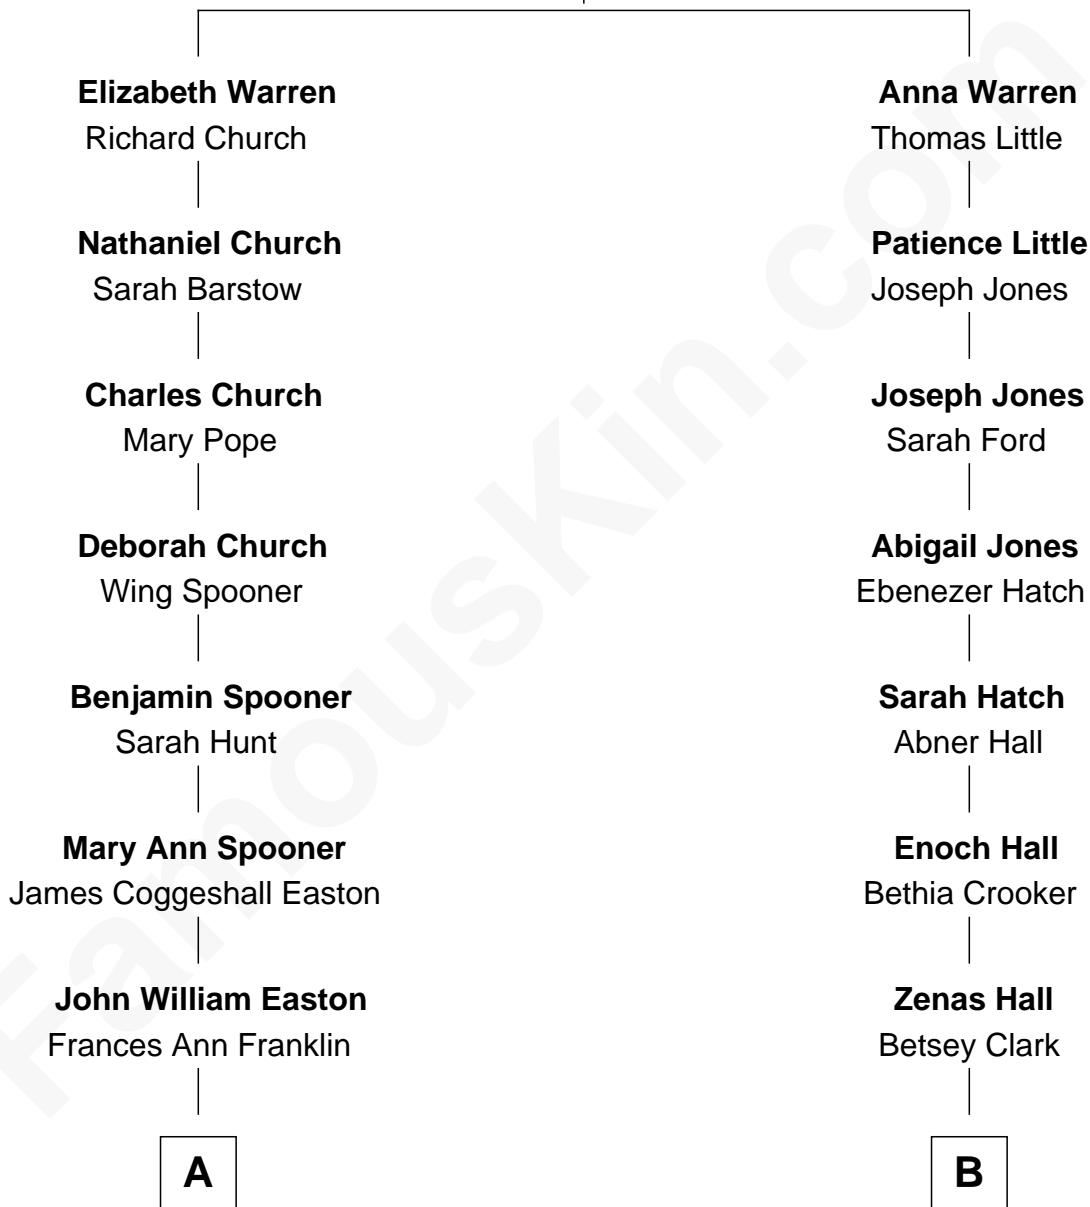 Elizabeth Warren
Richard Church
Nathaniel Church
Sarah Barstow
Charles Church
Mary Pope
Deborah Church
Wing Spooner
Benjamin Spooner
Sarah Hunt
Mary Ann Spooner
James Coggeshall Easton
John William Easton
Frances Ann Franklin
A
Anna Warren
Thomas Little
Patience Little
Joseph Jones
Joseph Jones
Sarah Ford
Abigail Jones
Ebenezer Hatch
Sarah Hatch
Abner Hall
Enoch Hall
Bethia Crooker
Zenas Hall
Betsey Clark
B
FamousKin.com